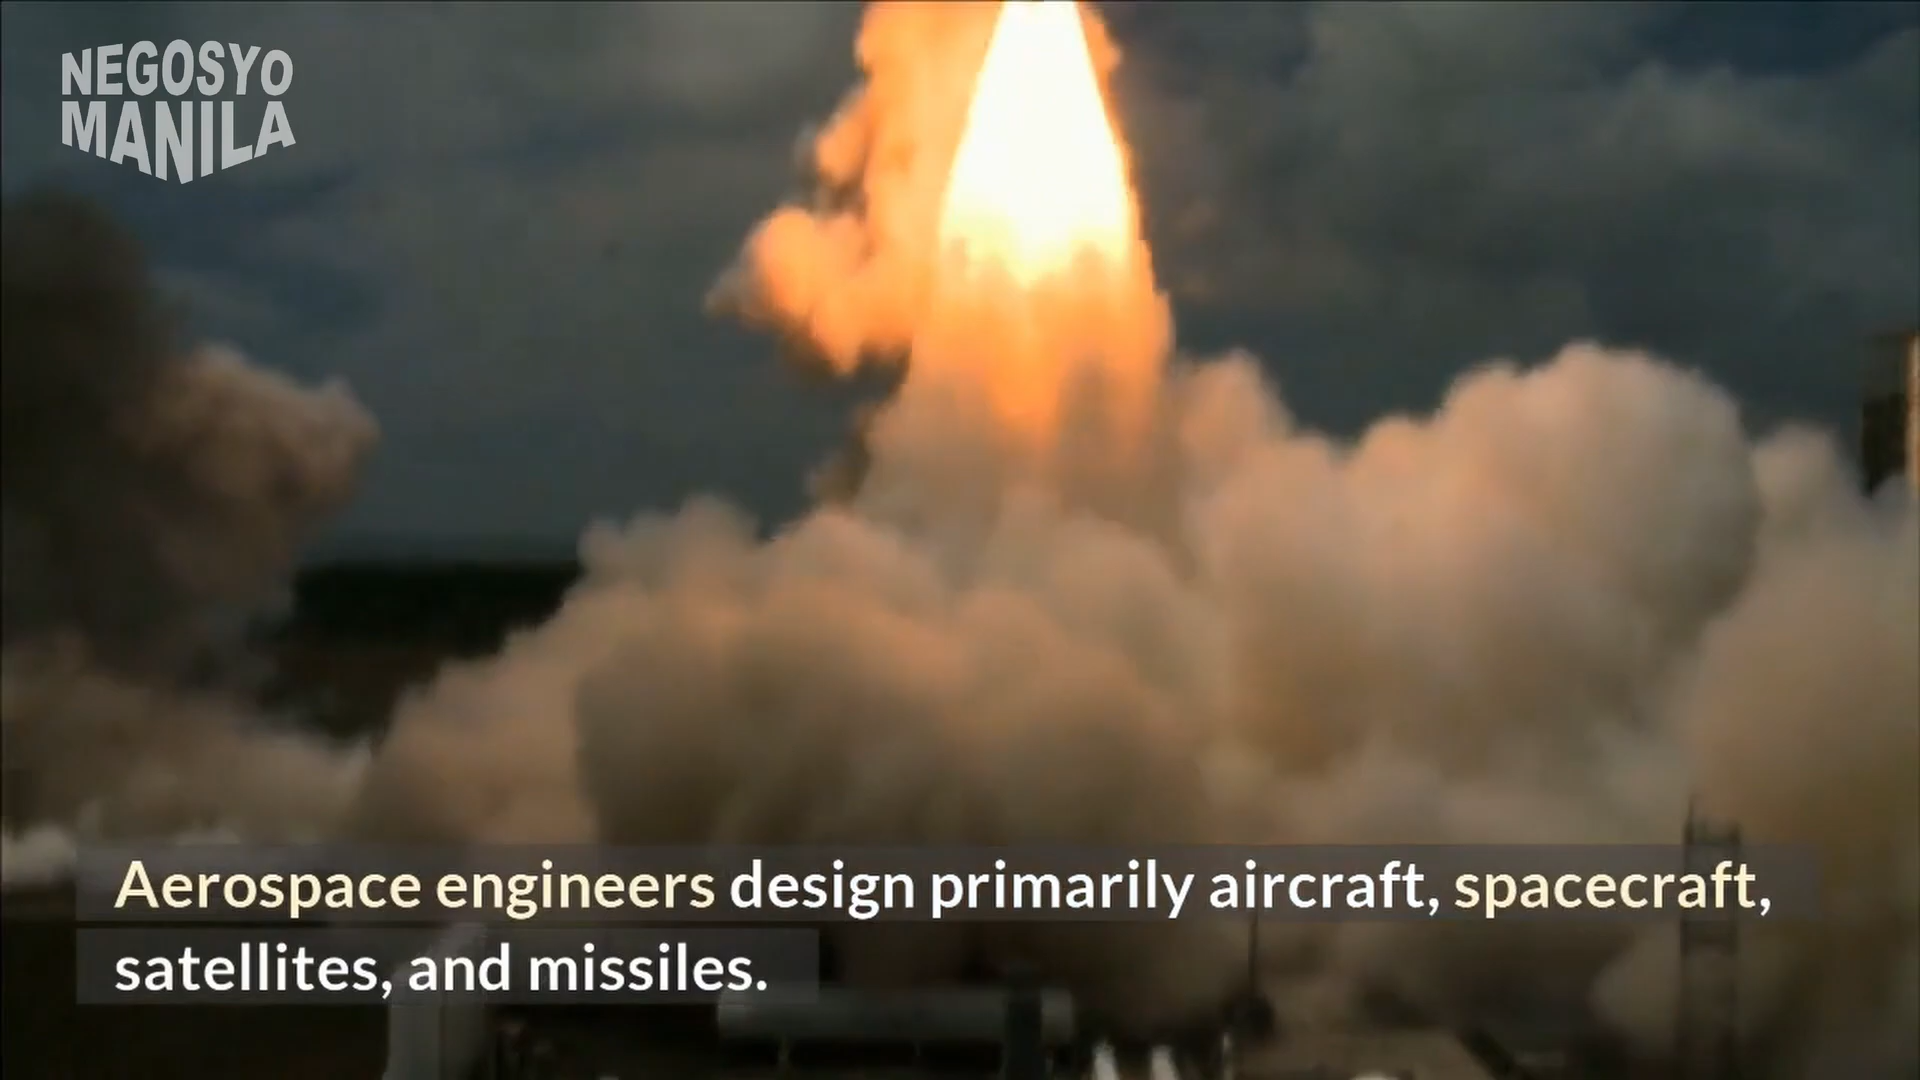 NEGOSYO
MANILA
Aerospace engineers design primarily aircraft, spacecraft,
satellites, and missiles.